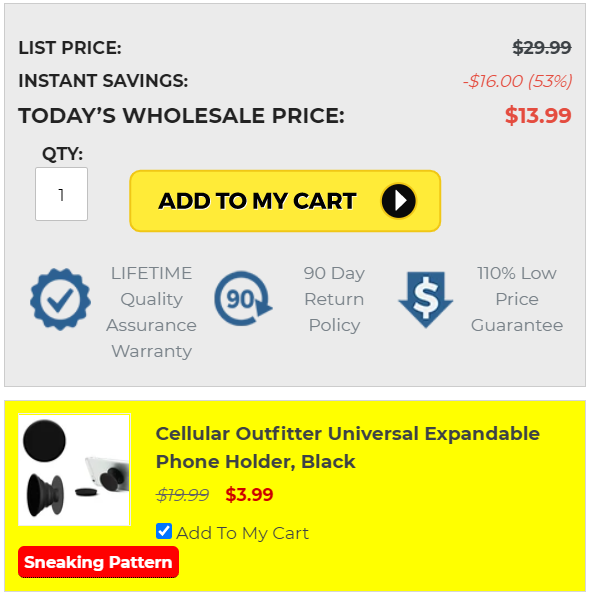 LIST PRICE: $29.99
INSTANT SAVINGS: -$16.00 (53%)
TODAY’S WHOLESALE PRICE: $13.99
QTY:
1
ADD TO MY CART
LIFETIME
Quality
Assurance
Warranty
90
90 Day
Return
Policy
$
110% Low
Price
Guarantee
Cellular Outfitter Universal Expandable
Phone Holder, Black
$19.99 $3.99
Add To My Cart
Sneaking Pattern